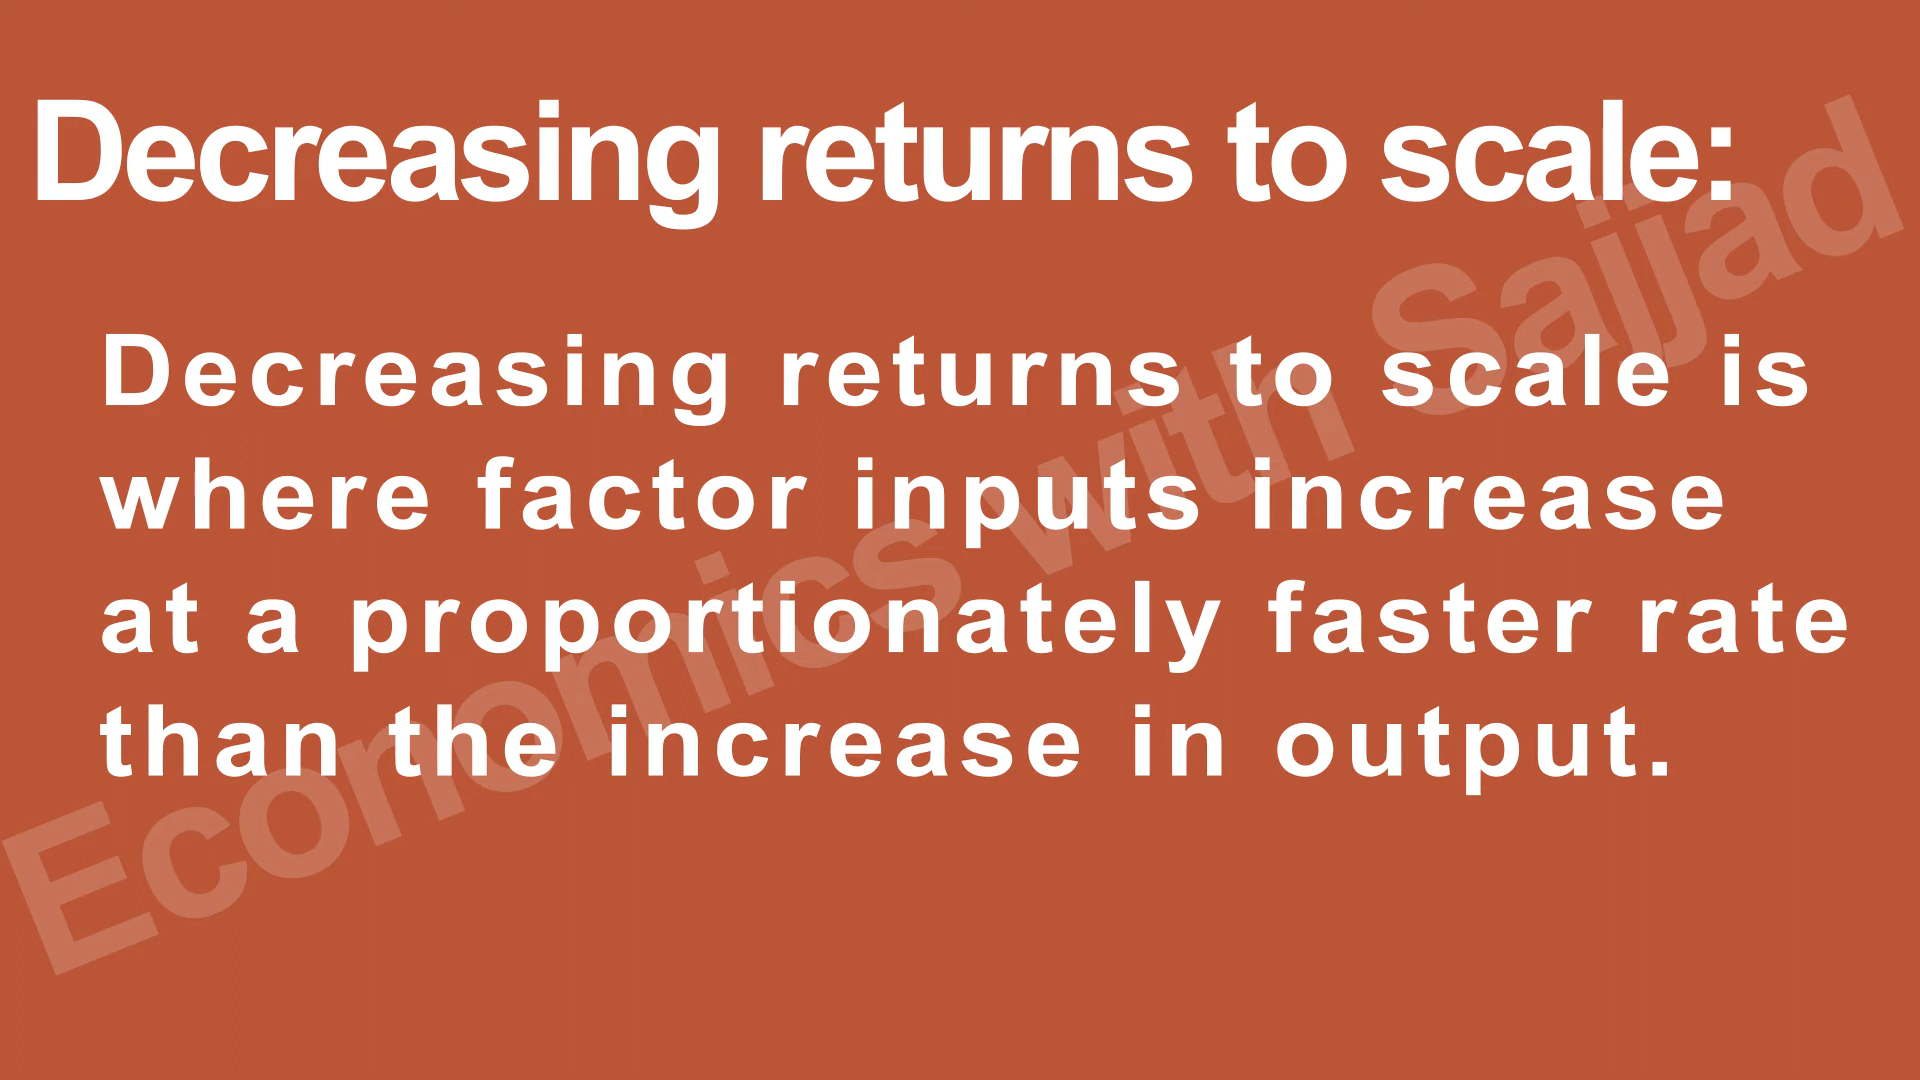 Decreasing returns to scale:
Decreasing returns to scale is
where factor inputs increase
at a proportionately faster rate
than the increase in output.
Economics with Sajjad